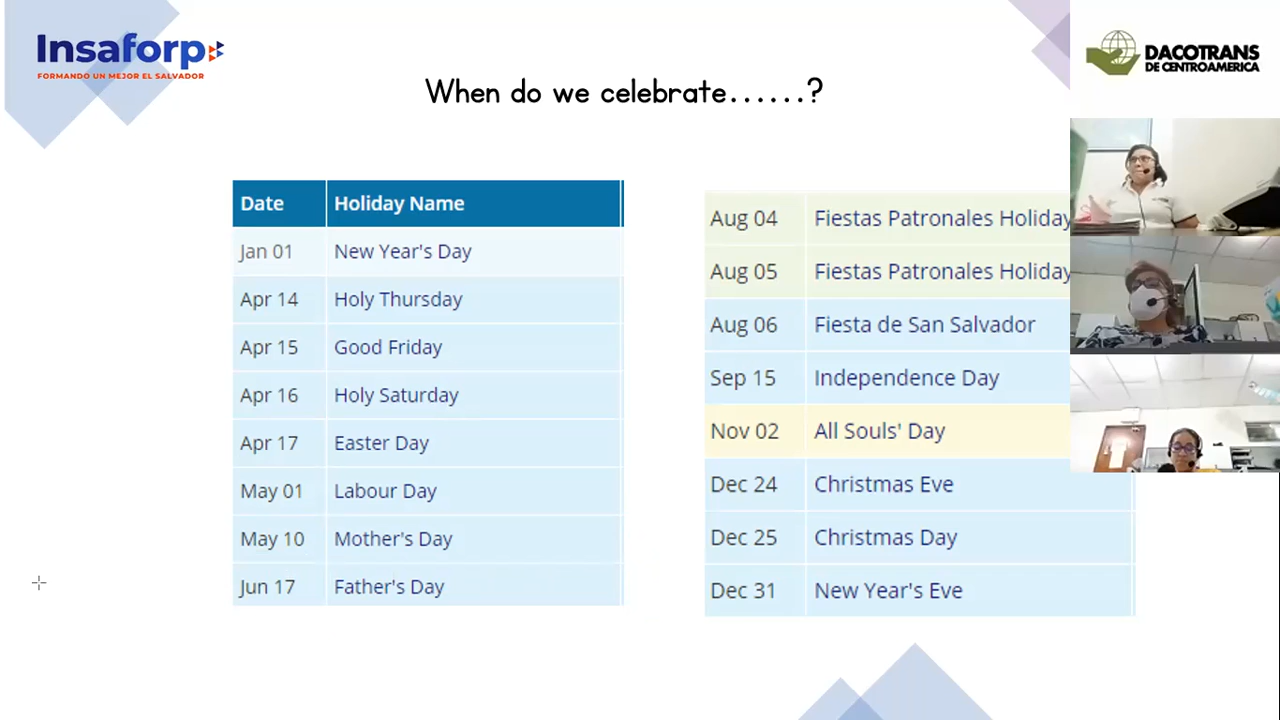 Insaforp
FORMANDO UN MEJOR EL SALVADOR
DACOTRANS
DE CENTROAMERICA
When do we celebrate......?
Date Holiday Name
Jan 01 New Year's Day
Apr 14 Holy Thursday
Apr 15 Good Friday
Apr 16 Holy Saturday
Apr 17 Easter Day
May 01 Labour Day
May 10 Mother's Day
Jun 17 Father's Day
Aug 04 Fiestas Patronales Holiday
Aug 05 Fiestas Patronales Holiday
Aug 06 Fiesta de San Salvador
Sep 15 Independence Day
Nov 02 All Souls' Day
Dec 24 Christmas Eve
Dec 25 Christmas Day
Dec 31 New Year's Eve